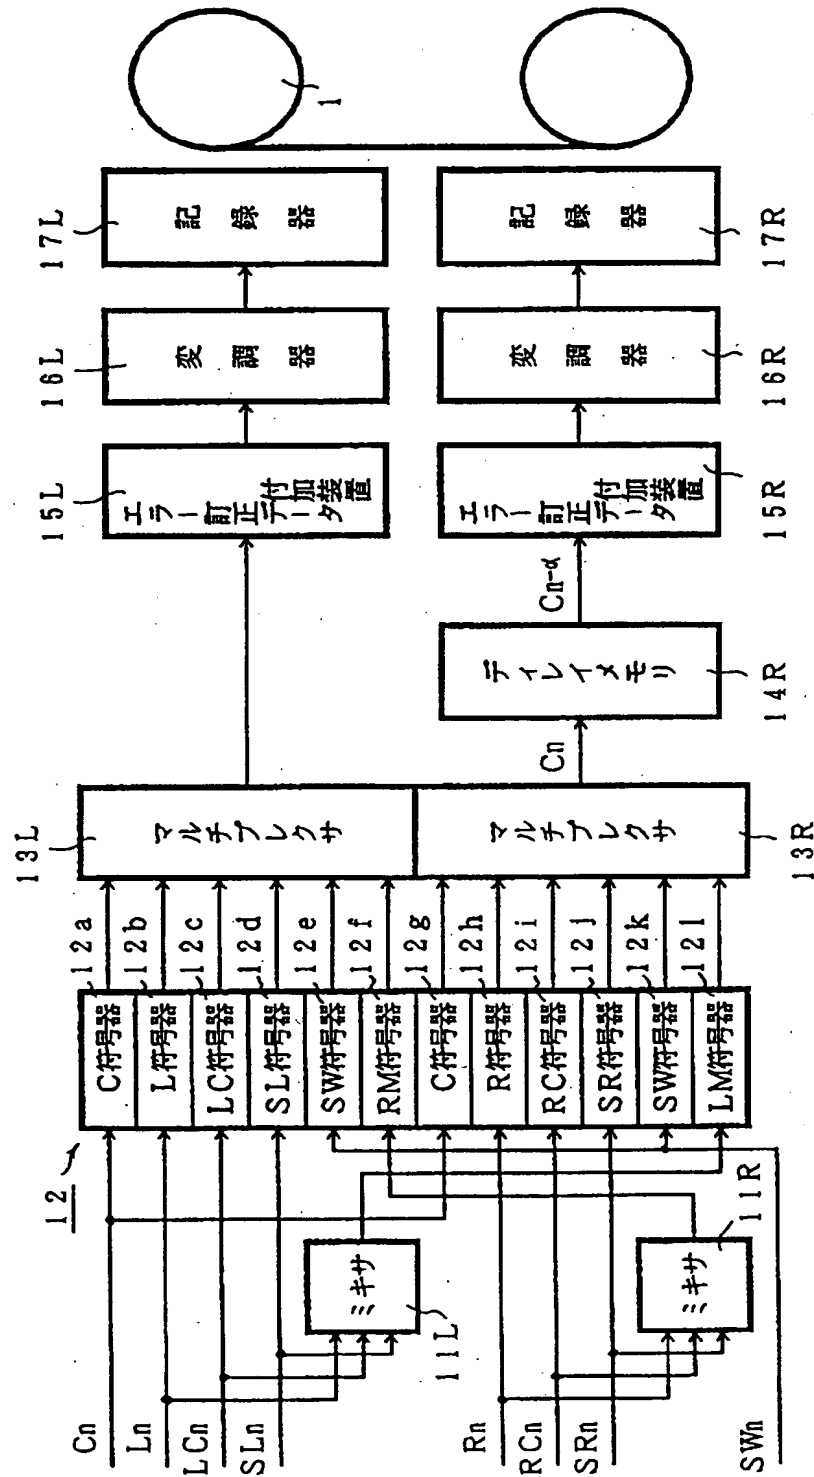 Cn
Ln
LCn
SLn
Rn
RCn
SRn
SWn
ミキサ
11L
ミキサ
11R
12
C符号器
L符号器
LC符号器
SL符号器
SW符号器
RM符号器
C符号器
R符号器
RC符号器
SR符号器
SW符号器
LM符号器
12a
12b
12c
12d
12e
12f
12g
12h
12i
12j
12k
12l
13L
マルチプレクサ
マルチプレクサ
13R
Cn
ディレイメモリ
14R
Cn-α
15L
エラー訂正データ
付加装置
エラー訂正データ
付加装置
15R
16L
変調器
変調器
16R
17L
記録器
記録器
17R
1